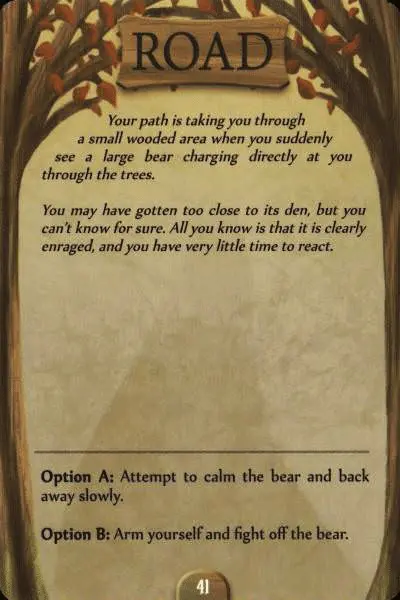 ROAD
Your path is taking you through
a small wooded area when you suddenly
see a large bear charging directly at you
through the trees.
You may have gotten too close to its den, but you
can't know for sure. All you know is that it is clearly
enraged, and you have very little time to react.
Option A: Attempt to calm the bear and back
away slowly.
Option B: Arm yourself and fight off the bear.
41